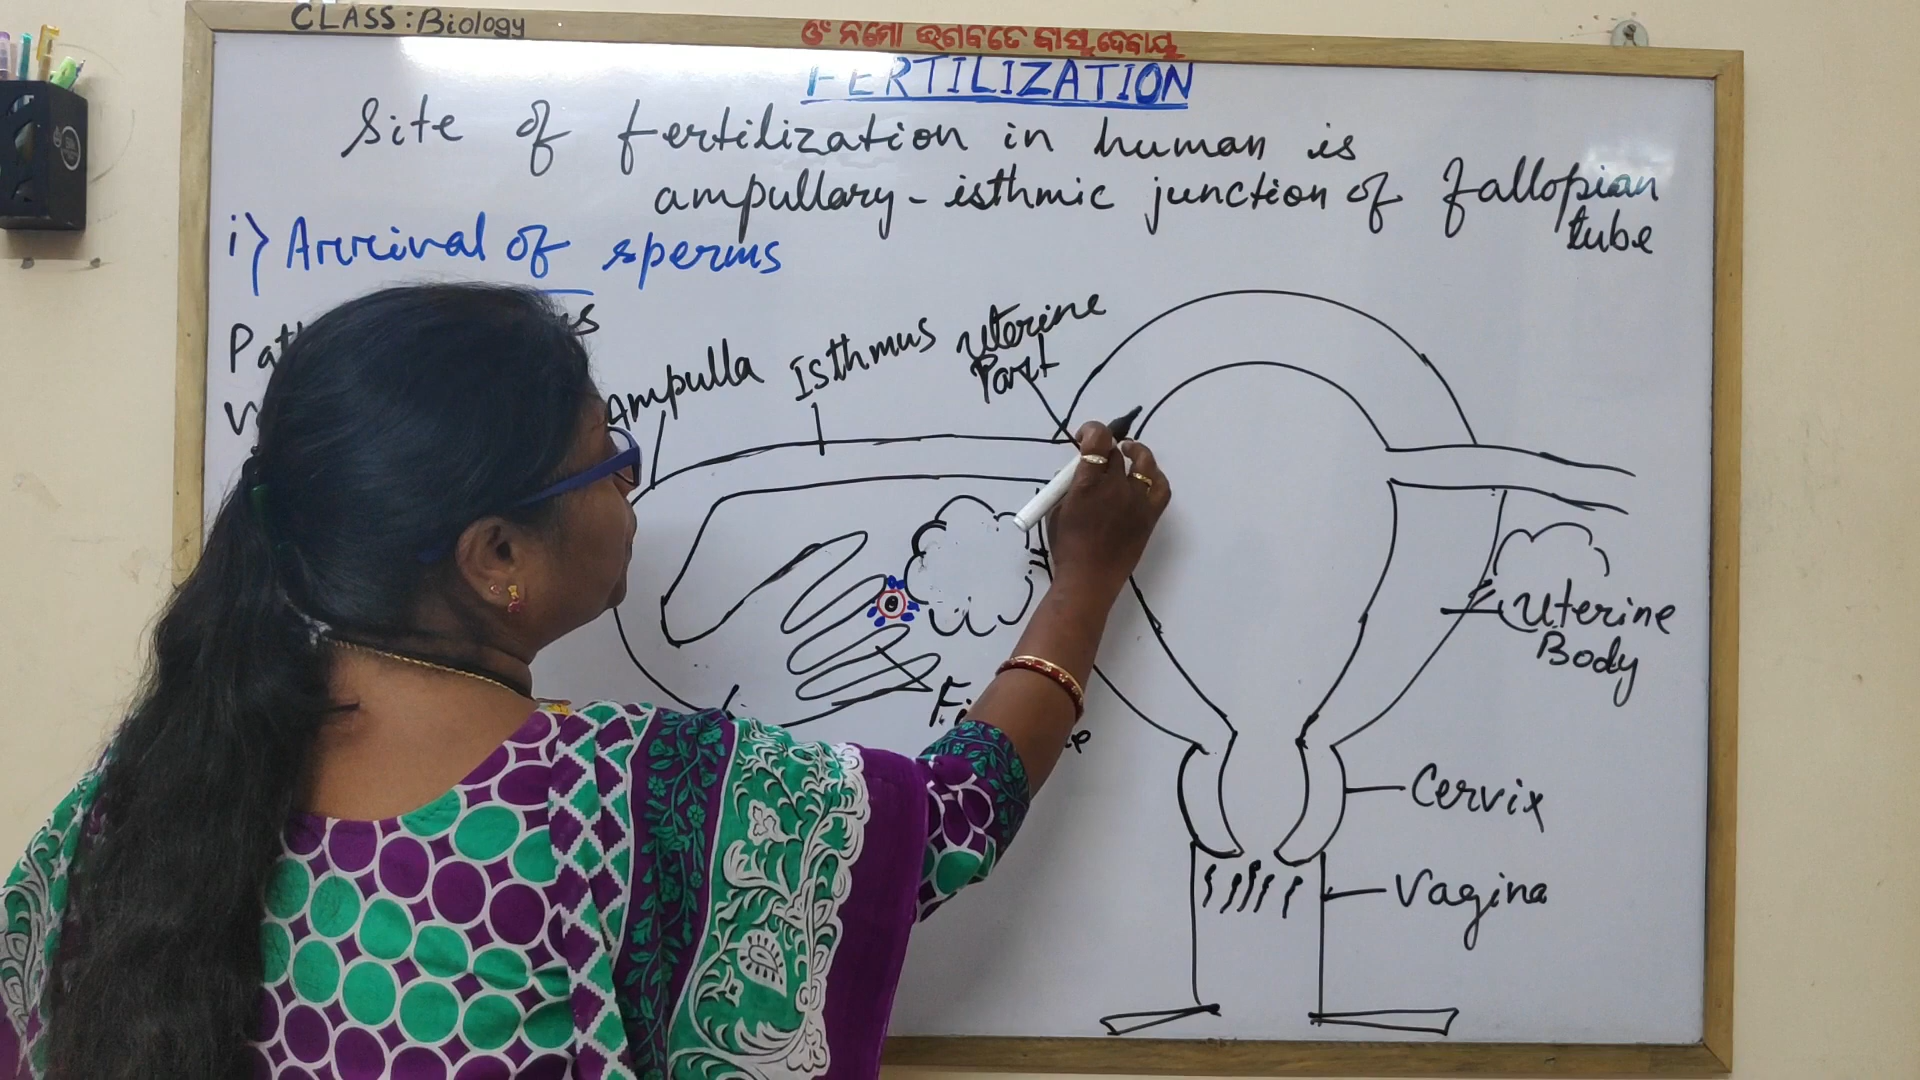 CLASS: Biology
ଓଁ ନମୋ ଭଗବତେ ବାସୁଦେବାୟ
FERTILIZATION
Site of fertilization in human is
ampullary - isthmic junction of fallopian
tube
i) Arrival of sperms
Ampulla
Isthmus
Uterine
Part
Uterine
Body
Cervix
Vagina